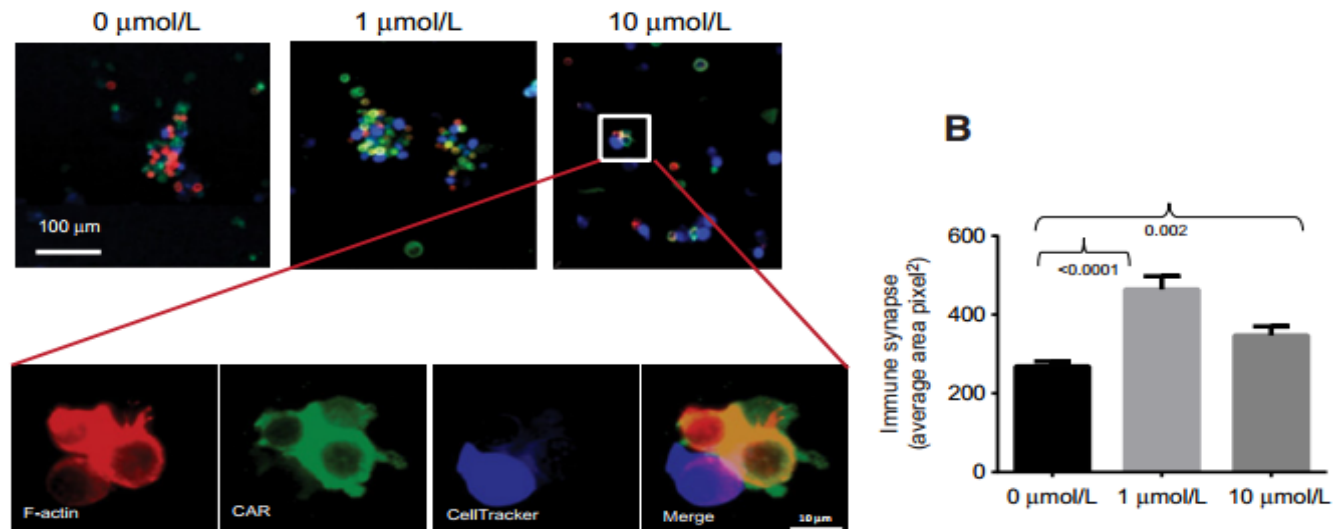 0 μmol/L
1 μmol/L
10 μmol/L
100 μm
F-actin
CAR
CellTracker
Merge
10 μm
B
0.002
<0.0001
600
400
200
0
Immune synapse
(average area pixel²)
0 μmol/L
1 μmol/L
10 μmol/L